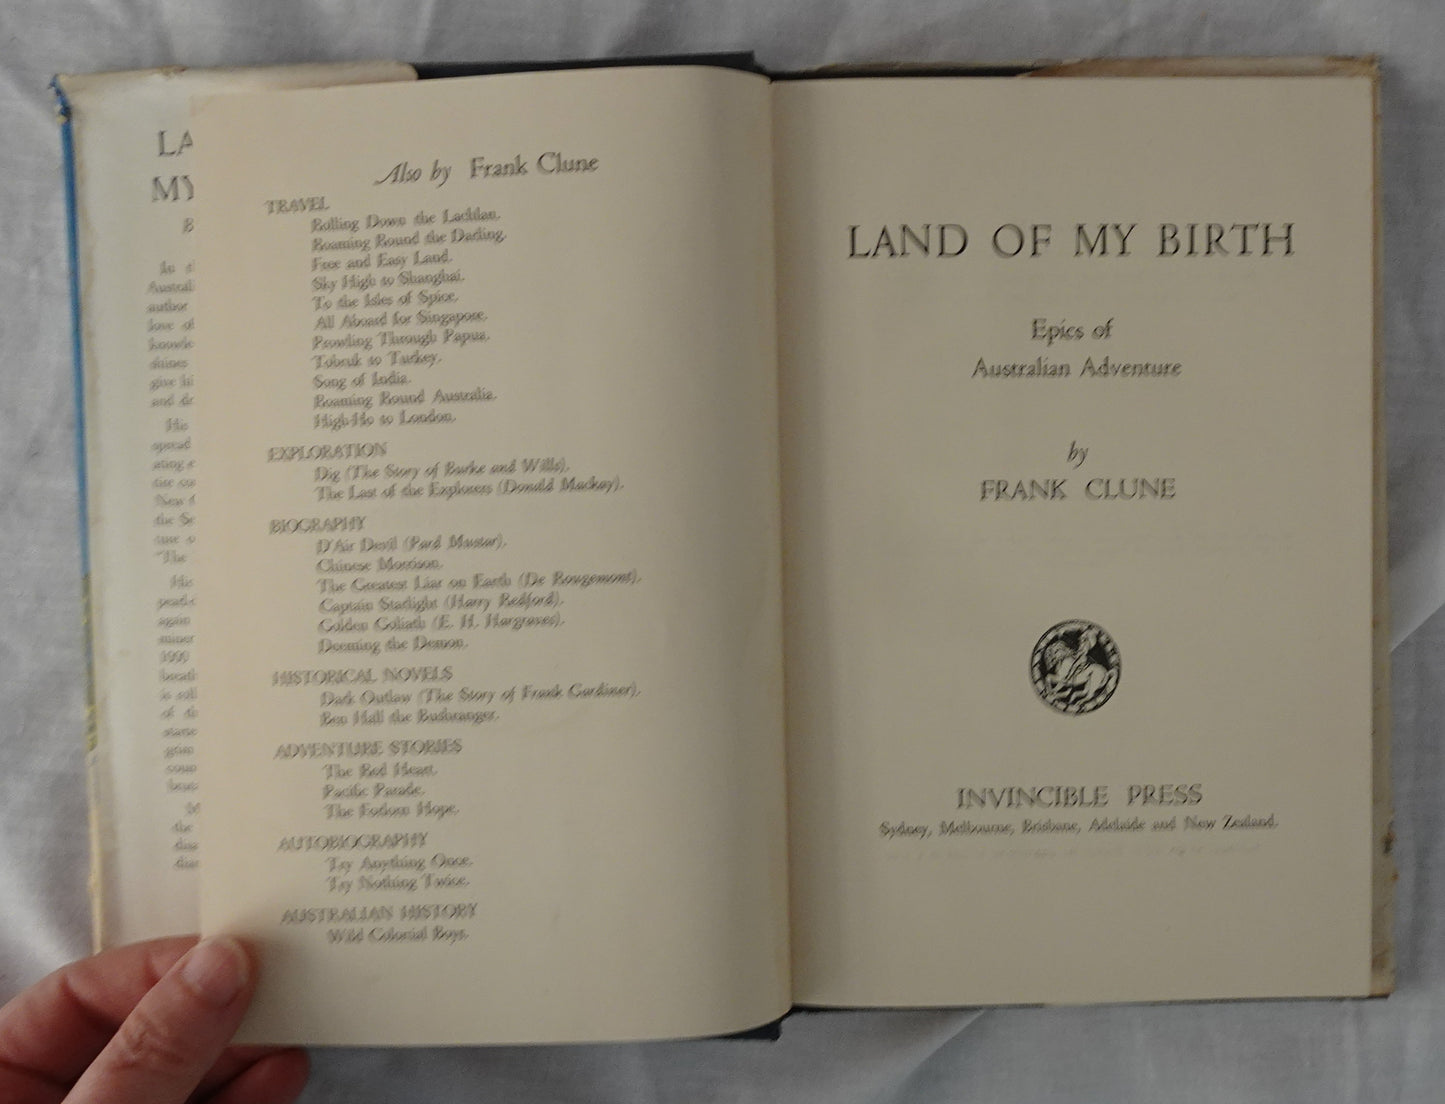 LA
MY
B
Also by Frank Clune
TRAVEL
Rolling Down the Lachlan.
Roaming Round the Darling.
Free and Easy Land.
Sky High to Shanghai.
To the Isles of Spice.
All Aboard for Singapore.
Prowling Through Papua.
Tobruk to Turkey.
Song of India.
Roaming Round Australia.
High-Ho to London.
EXPLORATION
Dig (The Story of Burke and Wills).
The Last of the Explorers (Donald Mackay).
BIOGRAPHY
D'Air Devil (Pard Mustar).
Chinese Morrison.
The Greatest Liar on Earth (De Rougemont).
Captain Starlight (Harry Redford).
Golden Goliath (E. H. Hargraves).
Deeming the Demon.
HISTORICAL NOVELS
Dark Outlaw (The Story of Frank Gardiner).
Ben Hall the Bushranger.
ADVENTURE STORIES
The Red Heart.
Pacific Parade.
The Forlorn Hope.
AUTOBIOGRAPHY
Try Anything Once.
Try Nothing Twice.
AUSTRALIAN HISTORY
Wild Colonial Boys.
LAND OF MY BIRTH
Epics of
Australian Adventure
by
FRANK CLUNE
INVINCIBLE PRESS
Sydney, Melbourne, Brisbane, Adelaide and New Zealand.